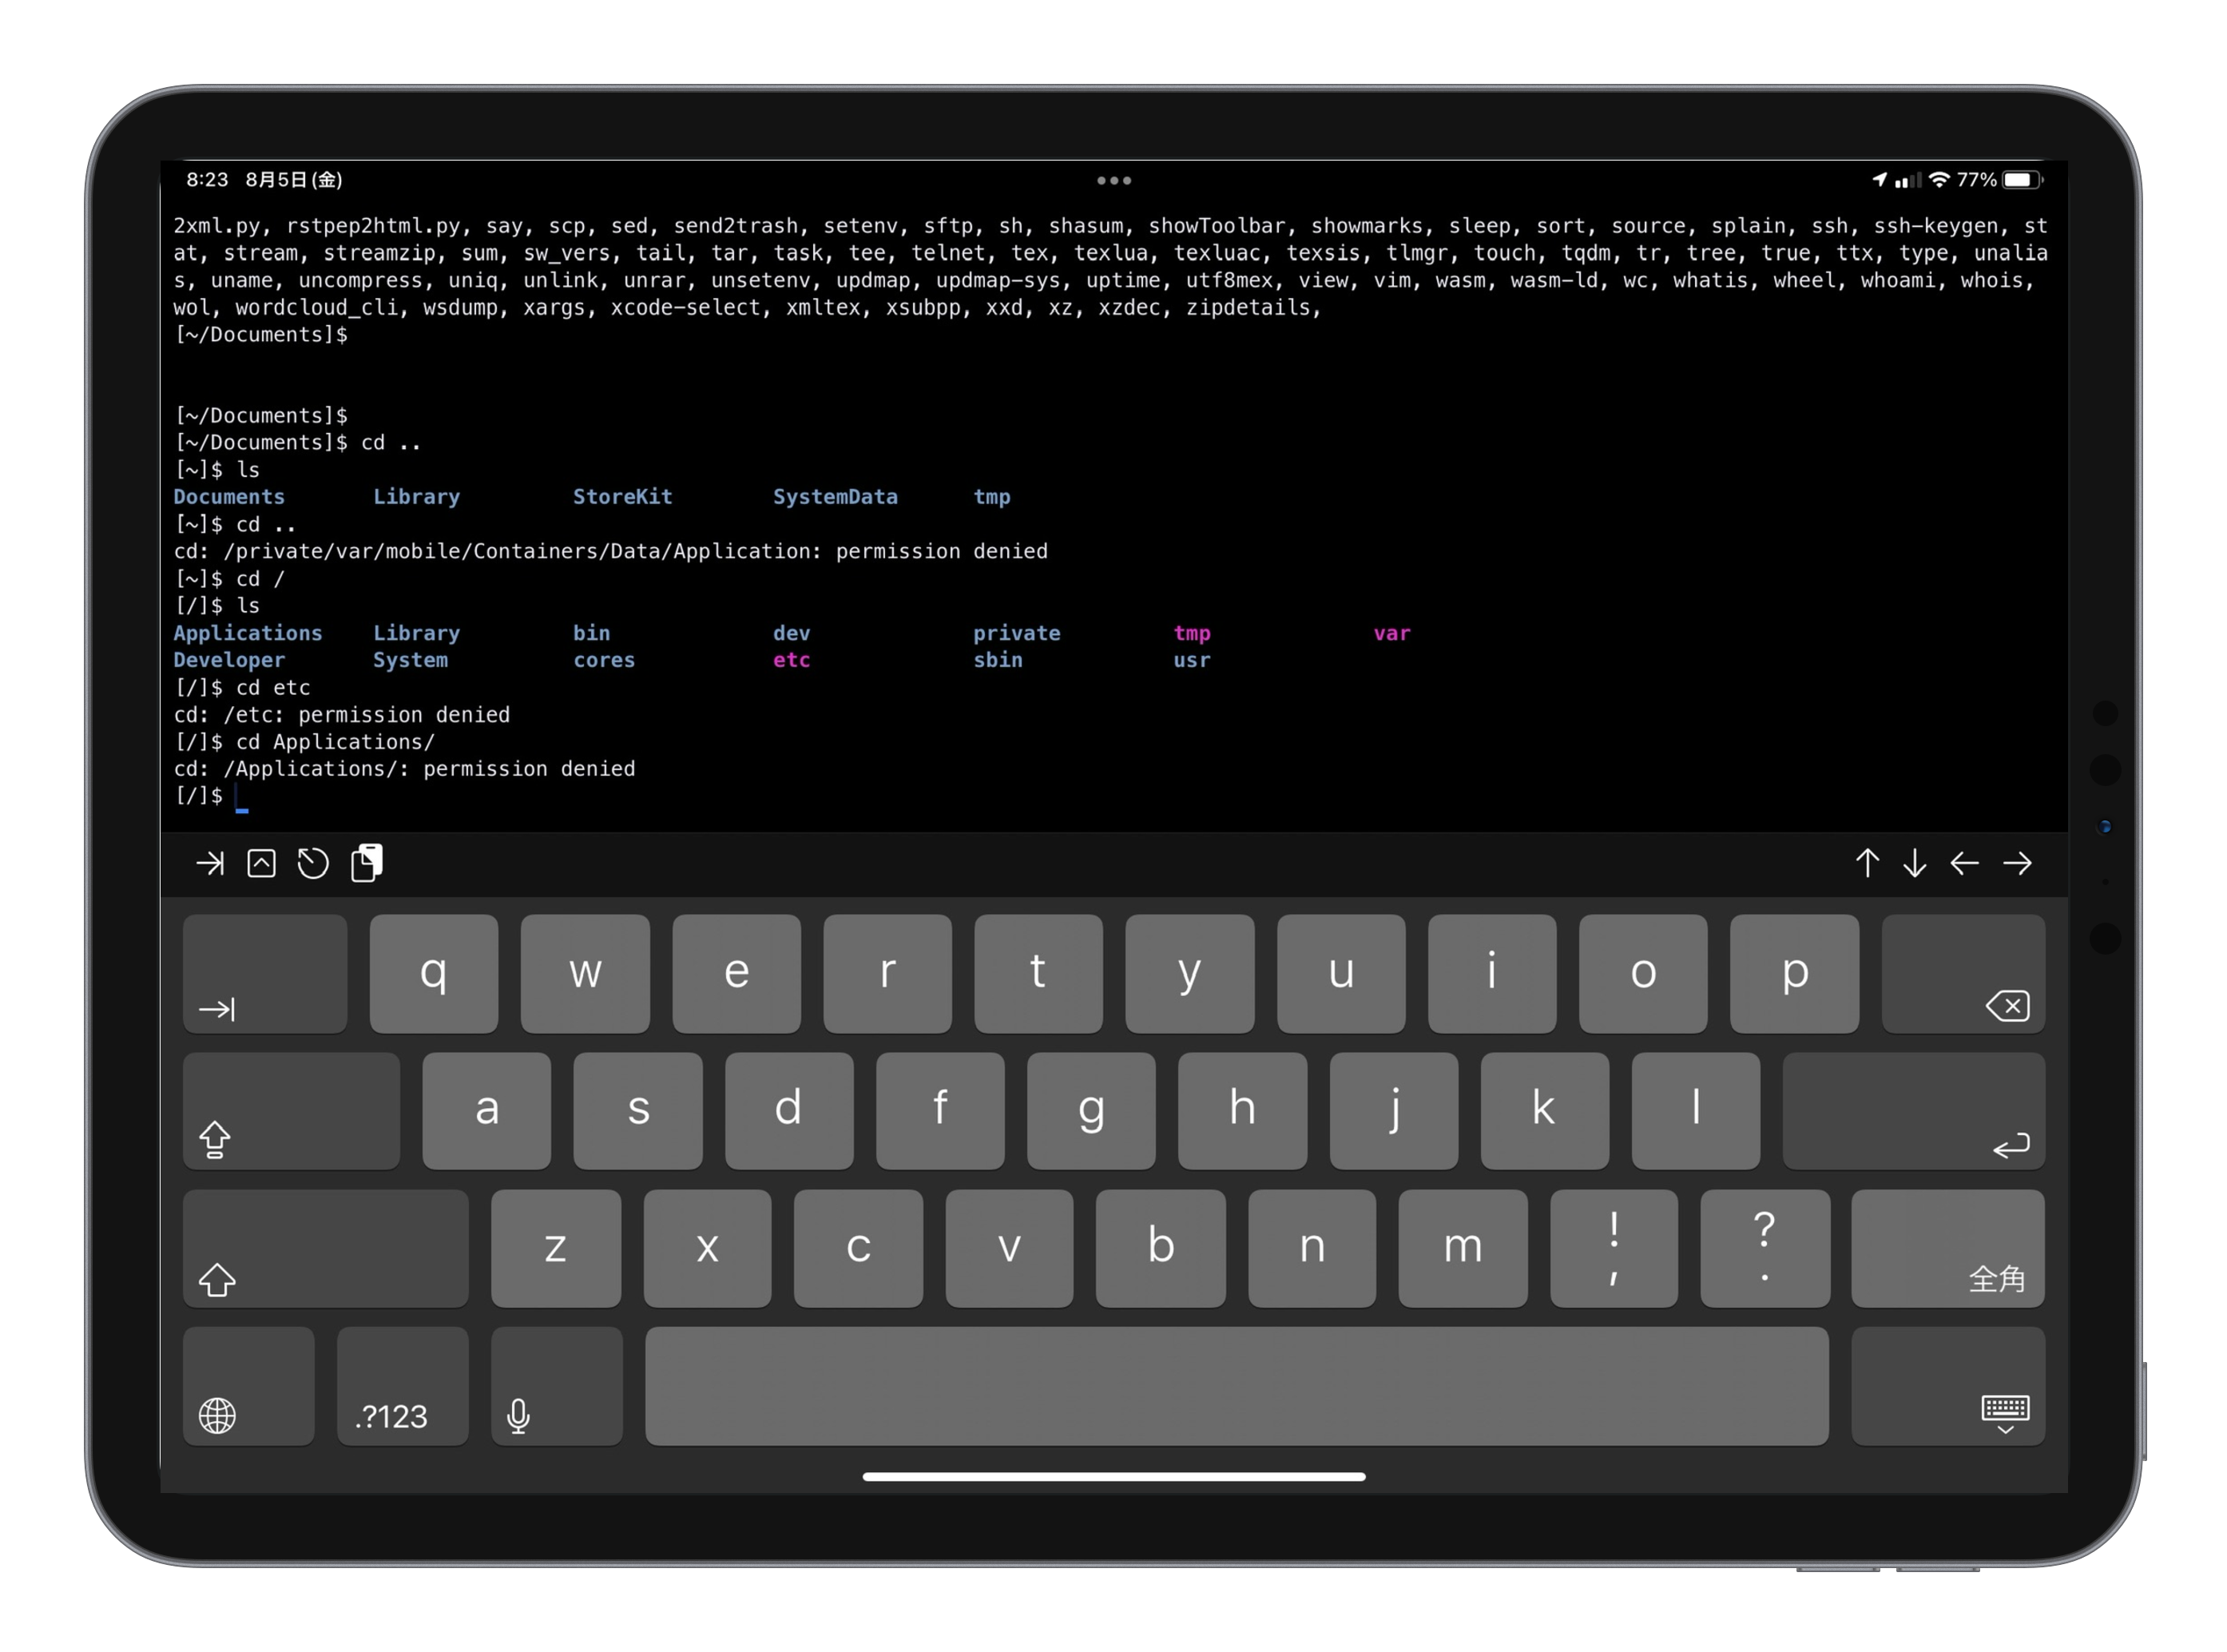 8:23 8月5日(金)
77%
2xml.py, rstpep2html.py, say, scp, sed, send2trash, setenv, sftp, sh, shasum, showToolbar, showmarks, sleep, sort, source, splain, ssh, ssh-keygen, st
at, stream, streamzip, sum, sw_vers, tail, tar, task, tee, telnet, tex, texlua, texluac, texsis, tlmgr, touch, tqdm, tr, tree, true, ttx, type, unalia
s, uname, uncompress, uniq, unlink, unrar, unsetenv, updmap, updmap-sys, uptime, utf8mex, view, vim, wasm, wasm-ld, wc, whatis, wheel, whoami, whois,
wol, wordcloud_cli, wsdump, xargs, xcode-select, xmltex, xsubpp, xxd, xz, xzdec, zipdetails,
[~/Documents]$
[~/Documents]$
[~/Documents]$ cd ..
[~]$ ls
Documents Library StoreKit SystemData tmp
[~]$ cd ..
cd: /private/var/mobile/Containers/Data/Application: permission denied
[~]$ cd /
[/]$ ls
Applications Library bin dev private tmp var
Developer System cores etc sbin usr
[/]$ cd etc
cd: /etc: permission denied
[/]$ cd Applications/
cd: /Applications/: permission denied
[/]$
q w e r t y u i o p
a s d f g h j k l
z x c v b n m ! , ? . 全角
.?123